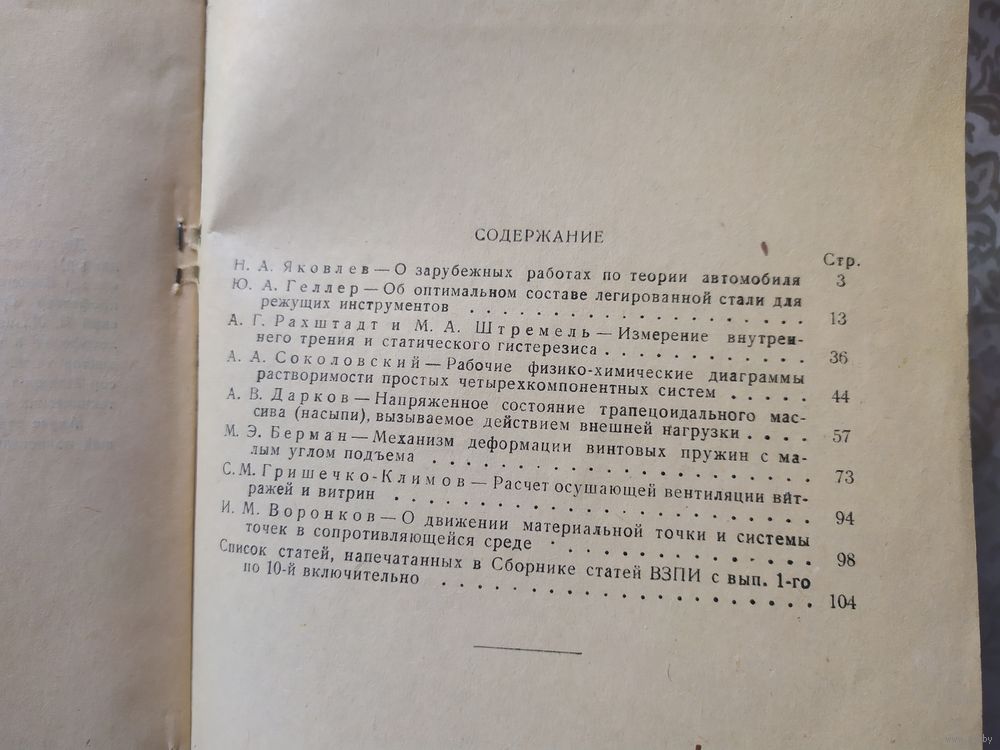 СОДЕРЖАНИЕ
Стр.
Н. А. Яковлев — О зарубежных работах по теории автомобиля 3
Ю. А. Геллер — Об оптимальном составе легированной стали для
режущих инструментов . . . . . . . . . . . . . . . . 13
А. Г. Рахштадт и М. А. Штремель — Измерение внутрен-
него трения и статического гистерезиса . . . . . . . . . 36
А. А. Соколовский — Рабочие физико-химические диаграммы
растворимости простых четырехкомпонентных систем . . . . 44
А. В. Дарков — Напряженное состояние трапецоидального мас-
сива (насыпи), вызываемое действием внешней нагрузки . . . . 57
М. Э. Берман — Механизм деформации винтовых пружин с ма-
лым углом подъема . . . . . . . . . . . . . . . . . . 73
С. М. Гришечко-Климов — Расчет осушающей вентиляции вит-
ражей и витрин . . . . . . . . . . . . . . . . . . . 94
И. М. Воронков — О движении материальной точки и системы
точек в сопротивляющейся среде . . . . . . . . . . . . 98
Список статей, напечатанных в Сборнике статей ВЗПИ с вып. 1-го
по 10-й включительно . . . . . . . . . . . . . . . . . 104